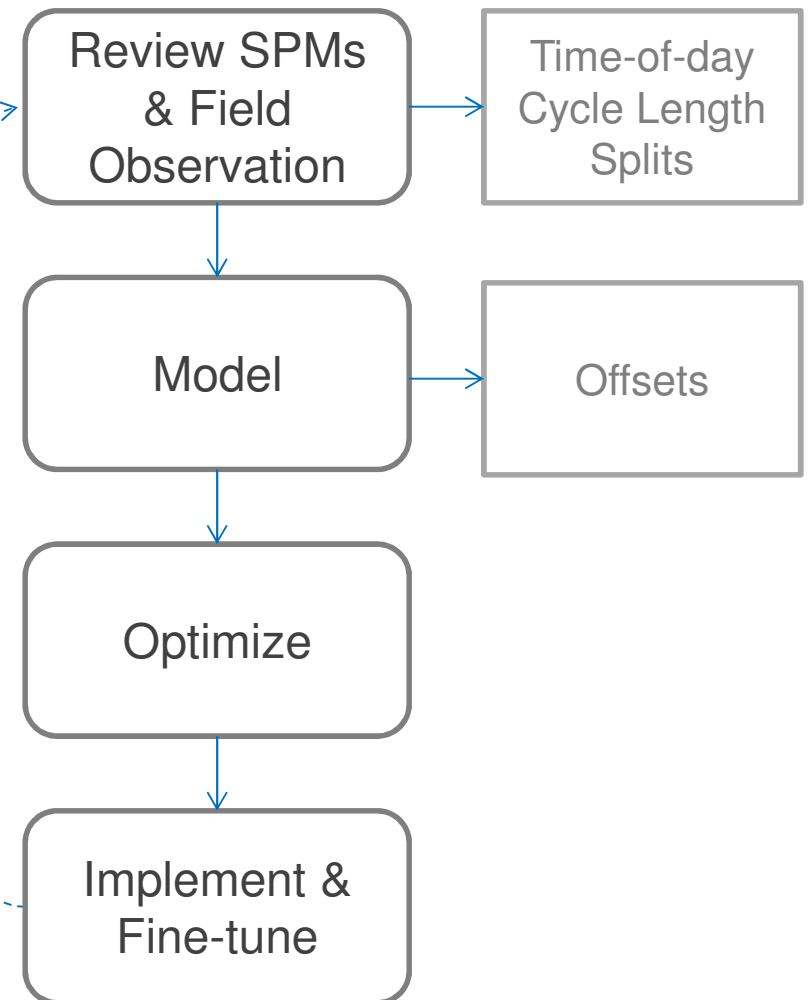 Review SPMs
& Field
Observation
Time-of-day
Cycle Length
Splits
Model
Offsets
Optimize
Implement &
Fine-tune